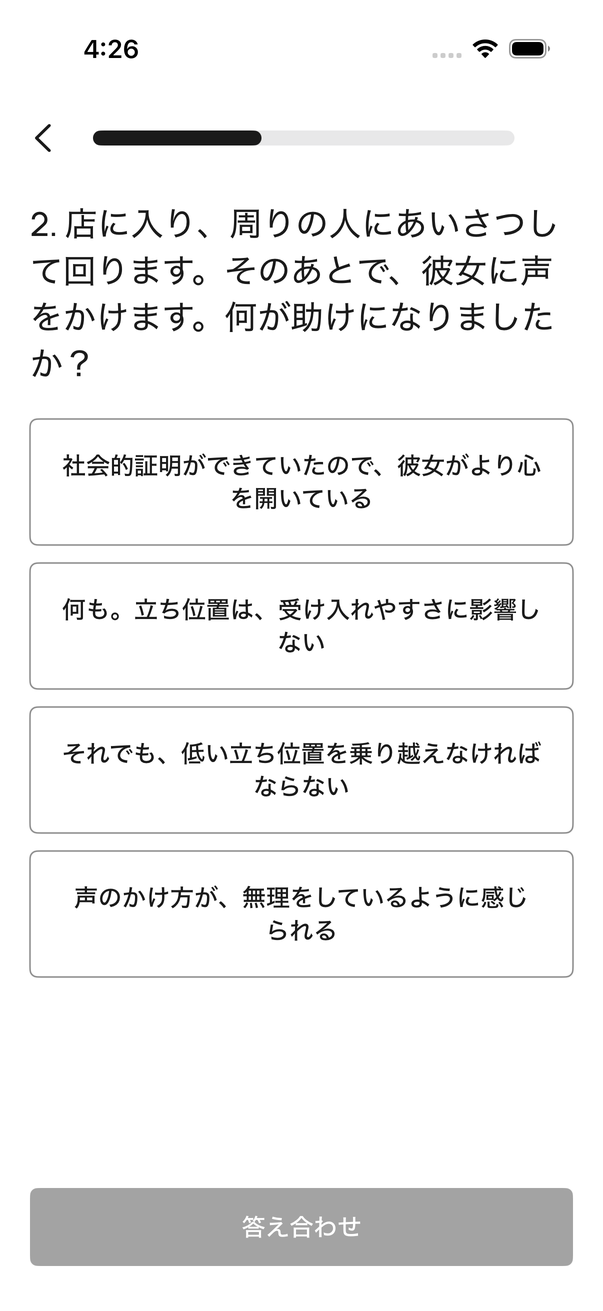 4:26
2. 店に入り、周りの人にあいさつし
て回ります。そのあとで、彼女に声
をかけます。何が助けになりました
か？
社会的証明ができていたので、彼女がより心
を開いている
何も。立ち位置は、受け入れやすさに影響し
ない
それでも、低い立ち位置を乗り越えなければ
ならない
声のかけ方が、無理をしているように感じ
られる
答え合わせ